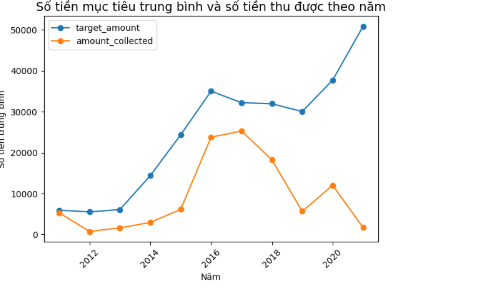 Số tiền mục tiêu trung bình và số tiền thu được theo năm
target_amount
amount_collected
50000
40000
30000
20000
10000
0
Số tiền trung bình
2012
2014
2016
2018
2020
Năm